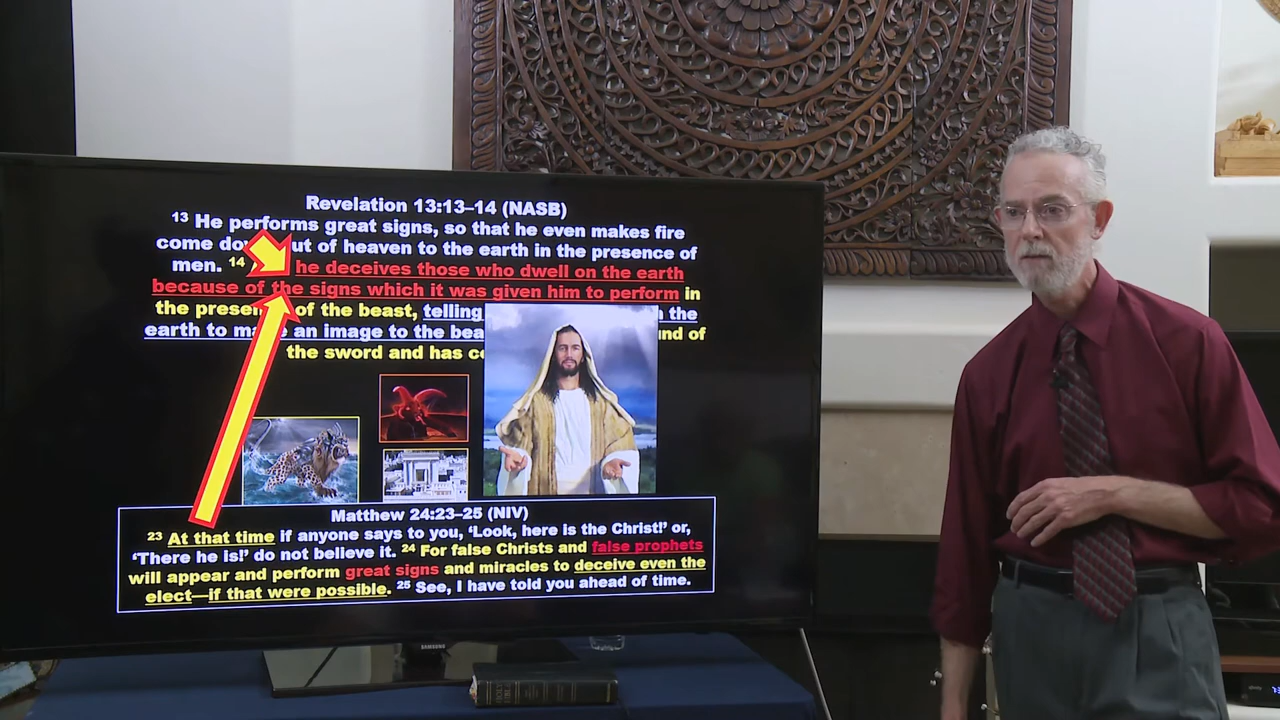 Revelation 13:13–14 (NASB)
13 He performs great signs, so that he even makes fire
come do ut of heaven to the earth in the presence of
men. 14 he deceives those who dwell on the earth
because of the signs which it was given him to perform in
the presen of the beast, telling the
earth to ma an image to the bea und of
the sword and has c
Matthew 24:23–25 (NIV)
23 At that time if anyone says to you, ‘Look, here is the Christ!’ or,
‘There he is!’ do not believe it. 24 For false Christs and false prophets
will appear and perform great signs and miracles to deceive even the
elect—if that were possible. 25 See, I have told you ahead of time.
SAMSUNG